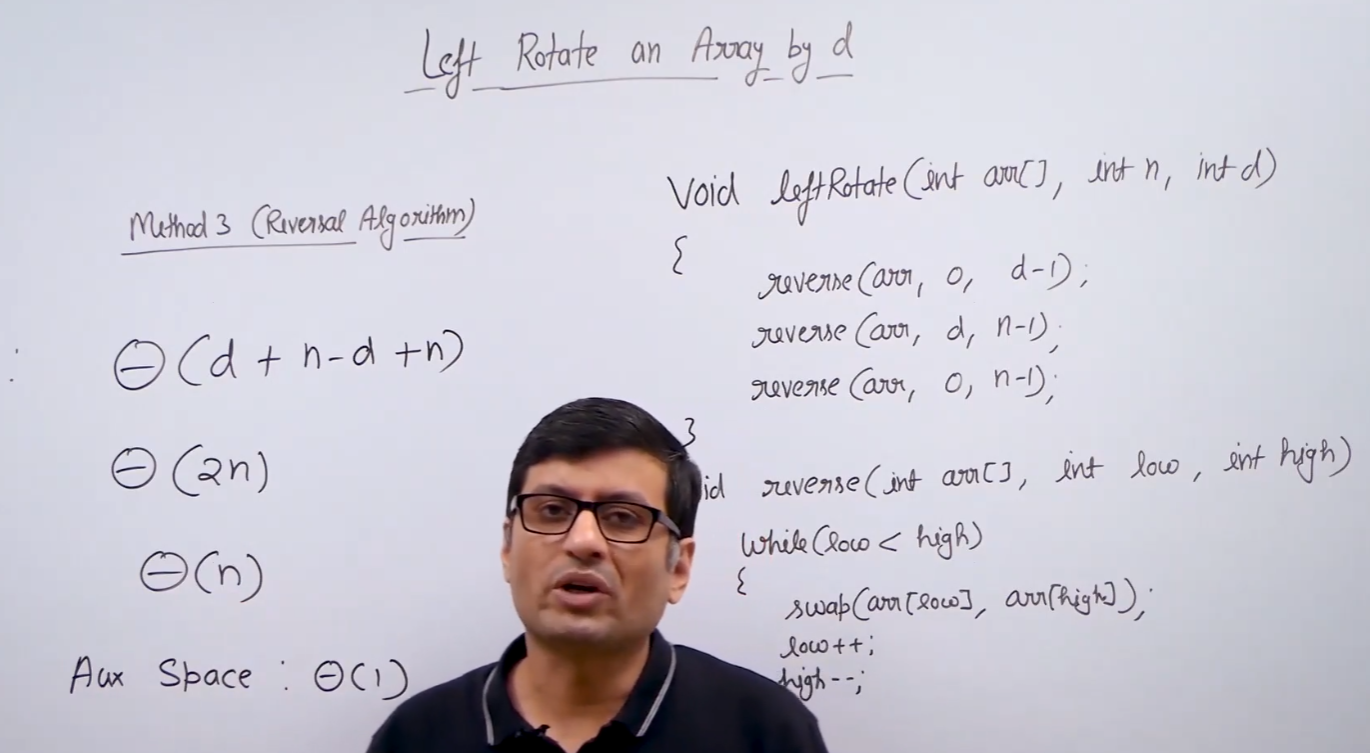 Left Rotate an Array by d
Method 3 (Reversal Algorithm)
:
Θ(d + n-d +n)
Θ(2n)
Θ(n)
Aux Space : Θ(1)
Void leftRotate(int arr[], int n, int d)
{
reverse(arr, 0, d-1);
reverse(arr, d, n-1);
reverse(arr, 0, n-1);
}
id reverse(int arr[], int low, int high)
while(low < high)
{
swap(arr[low], arr[high]);
low++;
high--;